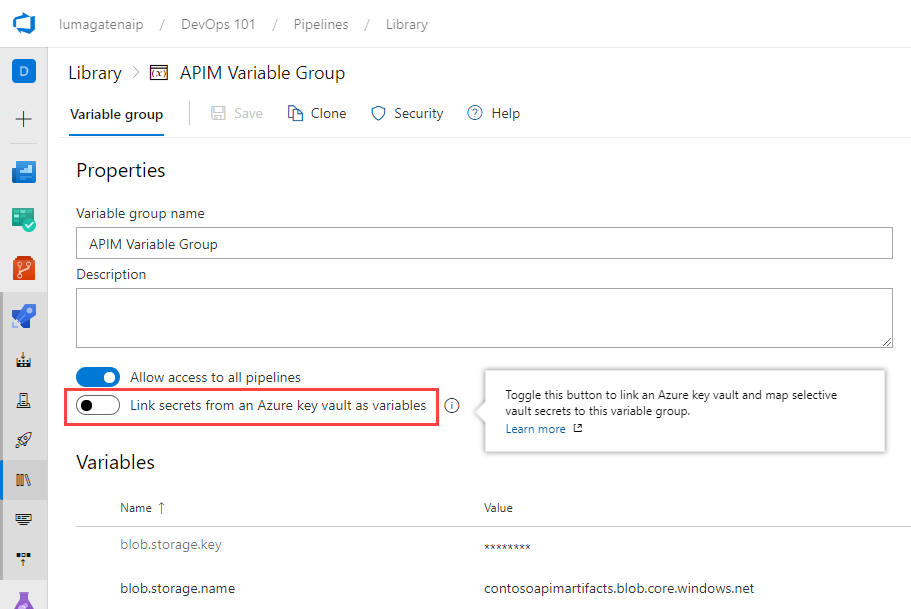 lumagatenaip / DevOps 101 / Pipelines / Library
D
Library > (x) APIM Variable Group
Variable group Save Clone Security ? Help
Properties
Variable group name
APIM Variable Group
Description
Allow access to all pipelines
Link secrets from an Azure key vault as variables i
Toggle this button to link an Azure key vault and map selective
vault secrets to this variable group.
Learn more
Variables
Name ↑ Value
blob.storage.key ********
blob.storage.name contosoapimartifacts.blob.core.windows.net